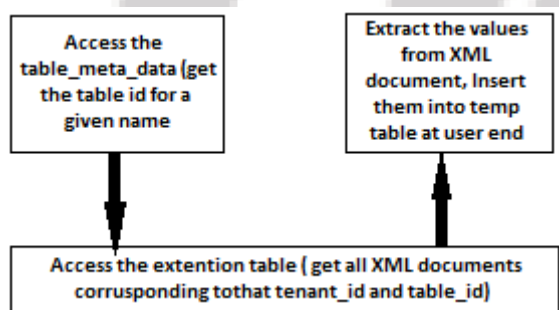 Access the
table_meta_data (get
the table id for a
given name
Extract the values
from XML
document, Insert
them into temp
table at user end
Access the extention table ( get all XML documents
corrusponding tothat tenant_id and table_id)